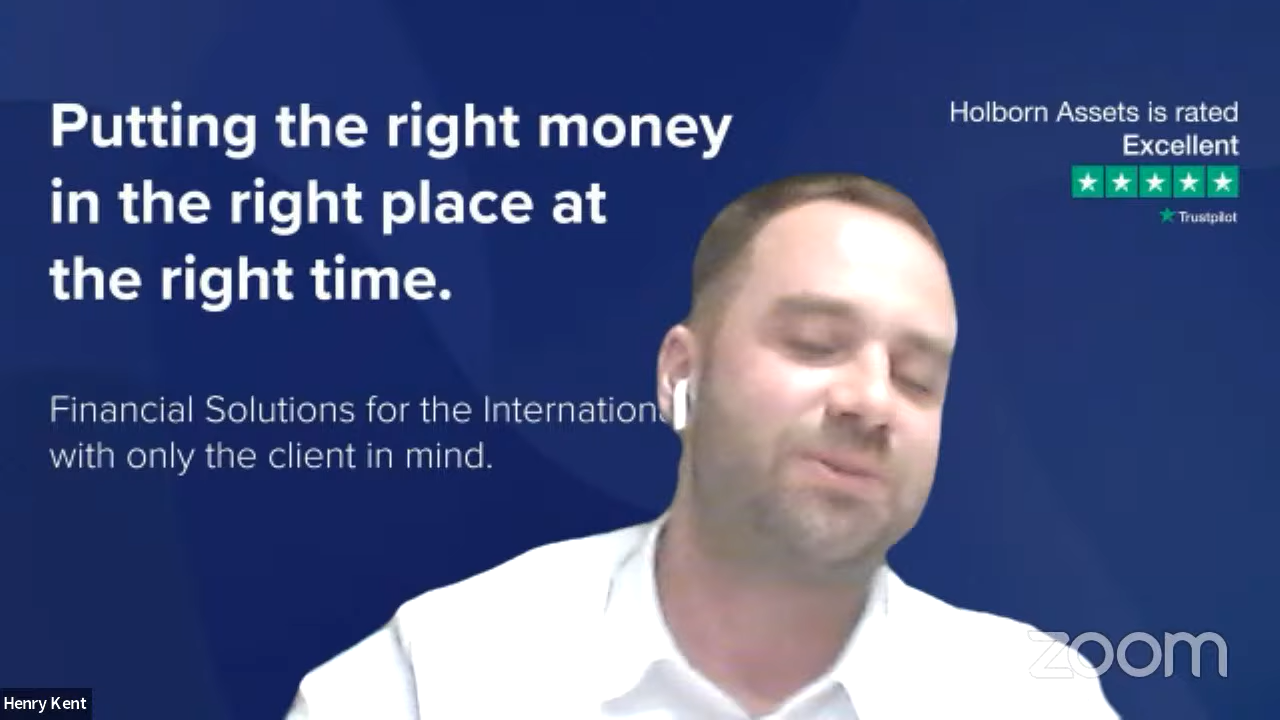 Putting the right money
in the right place at
the right time.
Financial Solutions for the Internation
with only the client in mind.
Holborn Assets is rated
Excellent
Trustpilot
zoom
Henry Kent